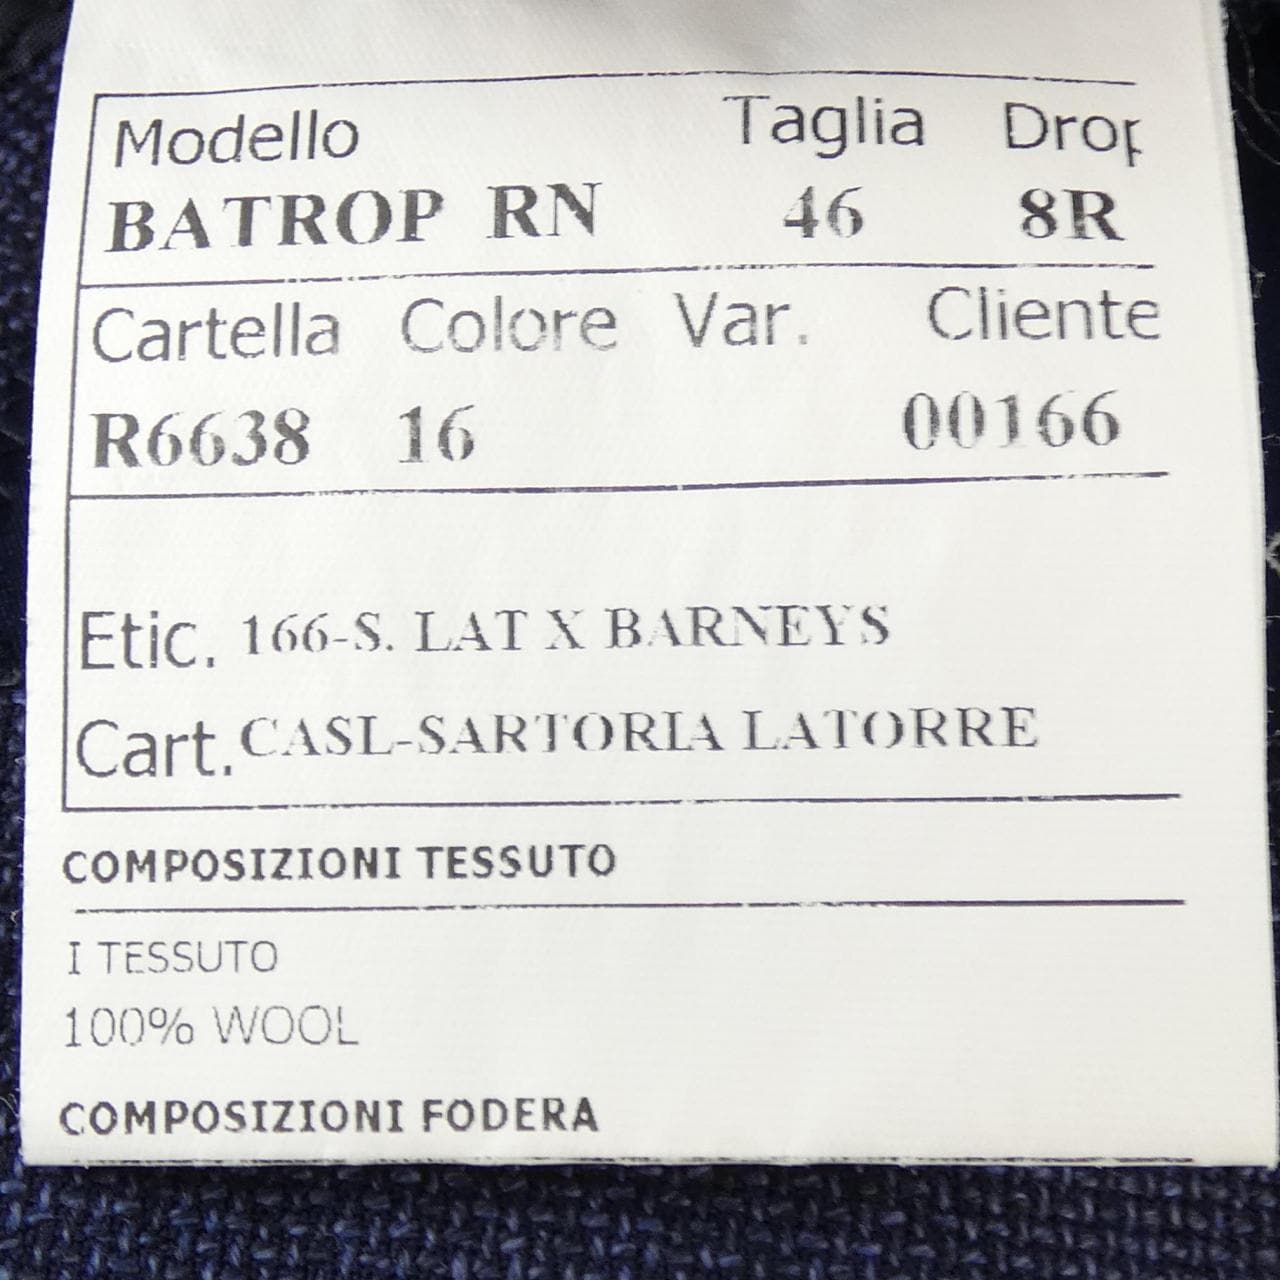 Modello Taglia Drop
BATROP RN 46 8R
Cartella Colore Var. Cliente
R6638 16 00166
Etic. 166-S. LAT X BARNEYS
Cart. CASL-SARTORIA LATORRE
COMPOSIZIONI TESSUTO
I TESSUTO
100% WOOL
COMPOSIZIONI FODERA